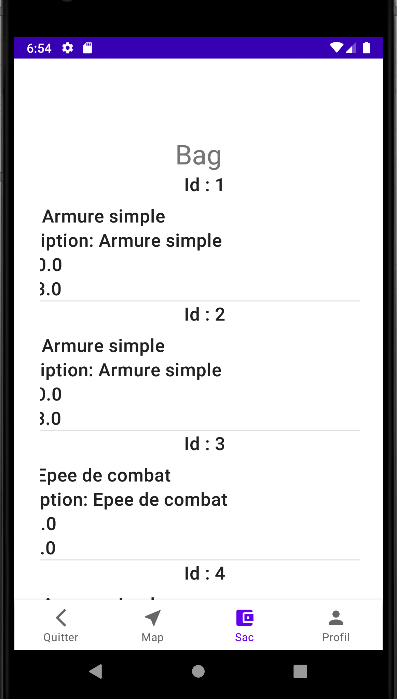 6:54
Bag
Id : 1
Armure simple
iption: Armure simple
0.0
3.0
Id : 2
Armure simple
iption: Armure simple
0.0
3.0
Id : 3
Epee de combat
ption: Epee de combat
.0
.0
Id : 4
Quitter
Map
Sac
Profil